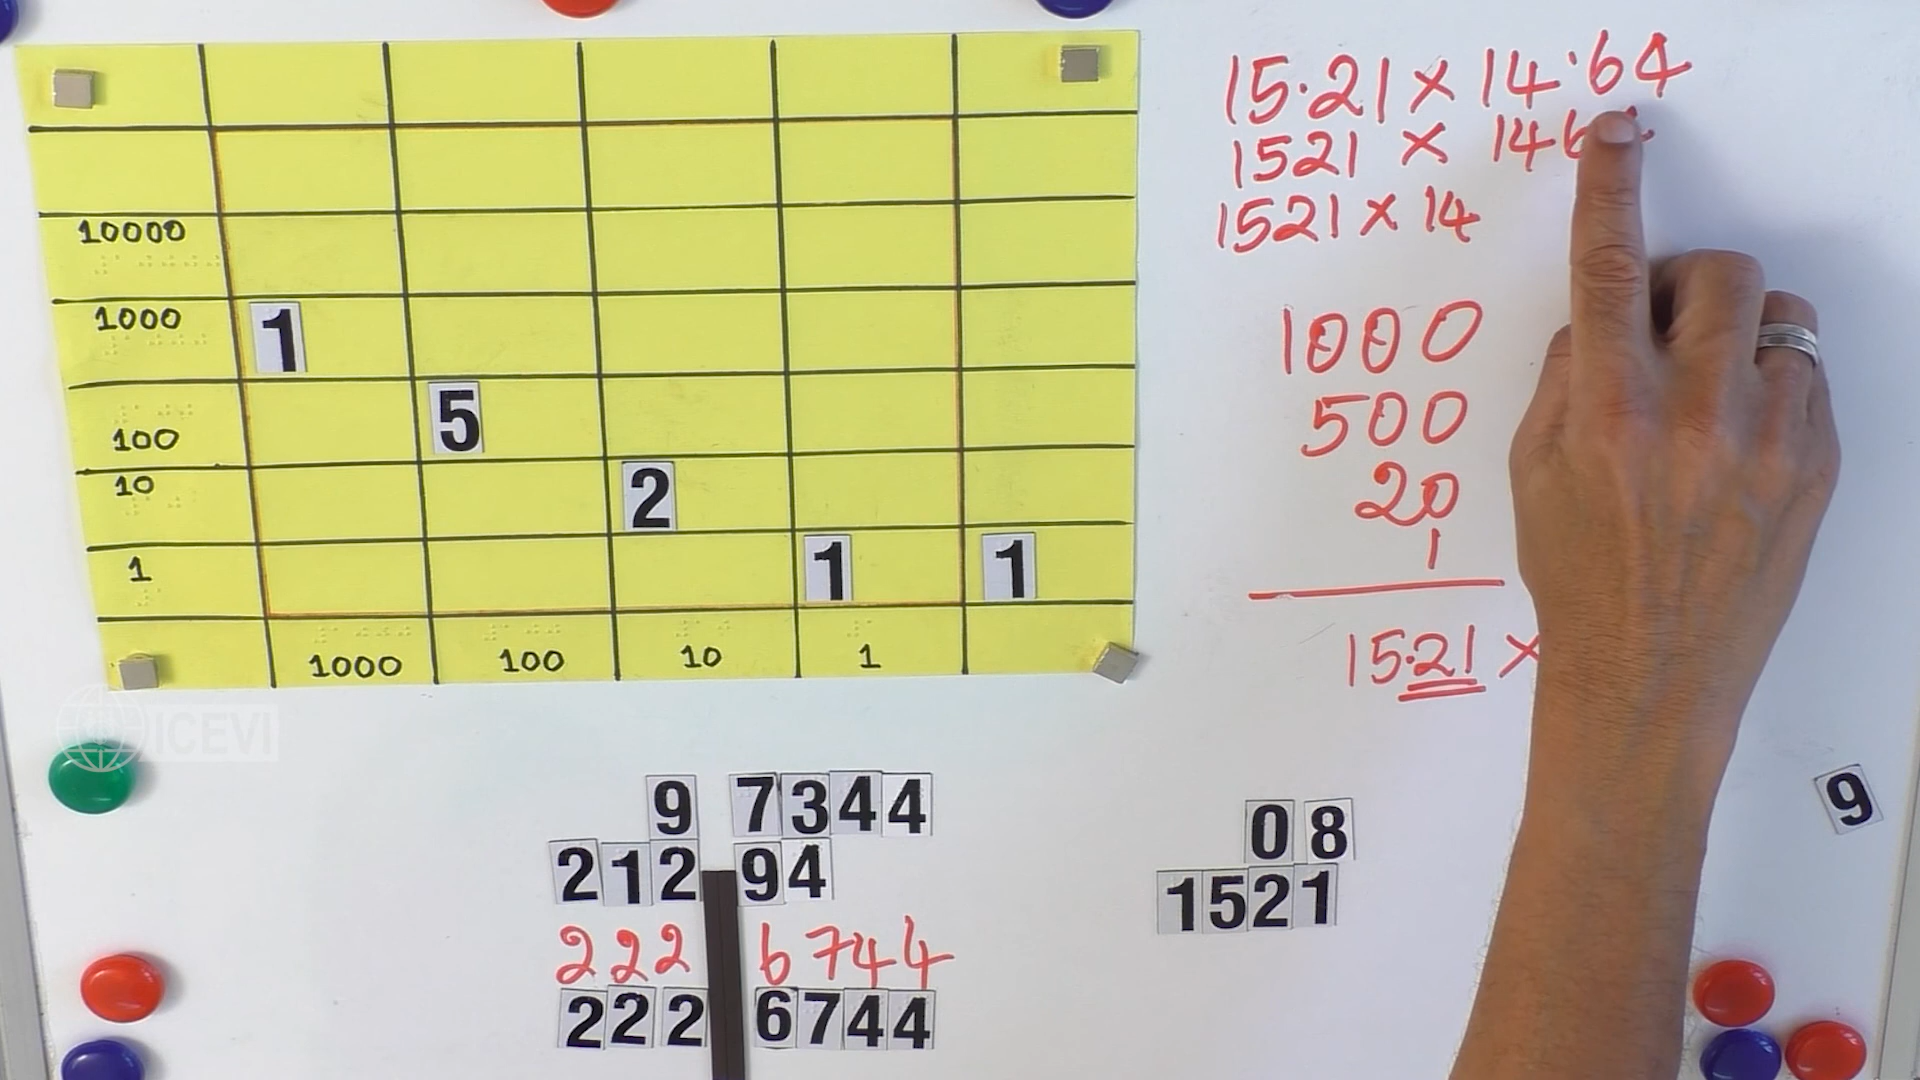 15.21 × 14.64
1521 × 146
1521 × 14
10000
1000 1
100 5
10 2
1 1 1
1000 100 10 1
1000
500
20
1
15.21 ×
ICEVI
9 7344
212 94
222 6744
222 6744
08
1521
9